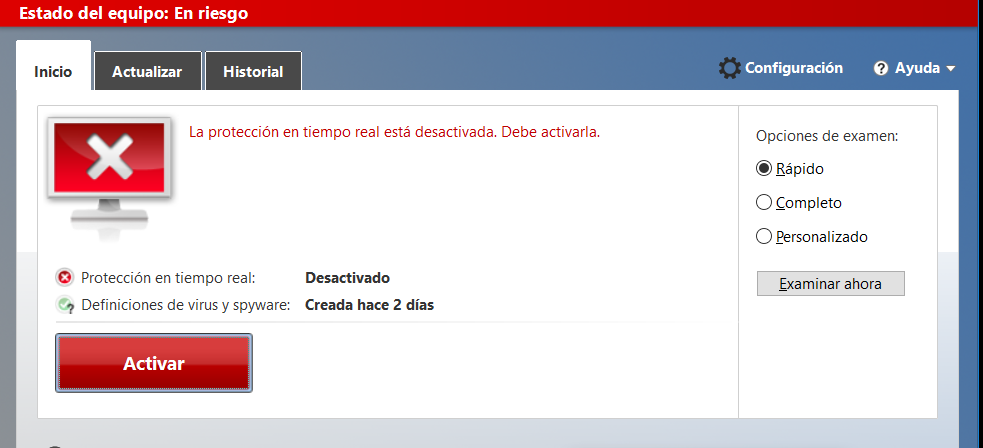 Estado del equipo: En riesgo
Inicio
Actualizar
Historial
Configuración
Ayuda
La protección en tiempo real está desactivada. Debe activarla.
Opciones de examen:
Rápido
Completo
Personalizado
Examinar ahora
Protección en tiempo real: Desactivado
Definiciones de virus y spyware: Creada hace 2 días
Activar